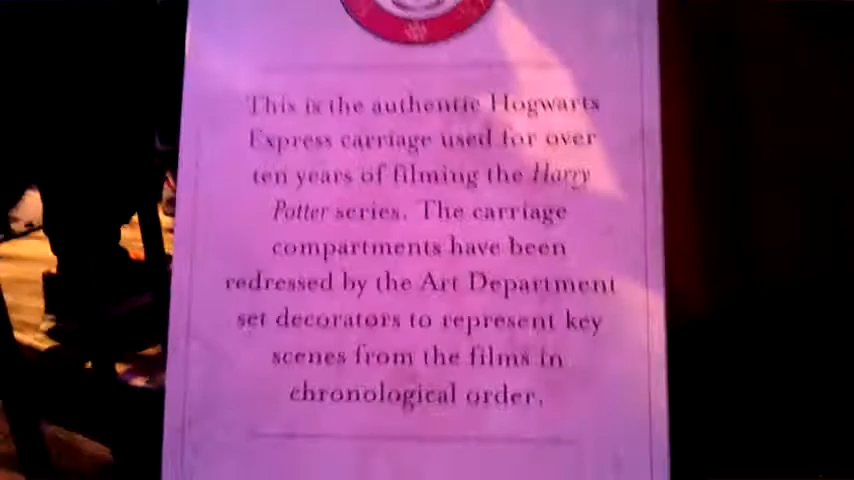 This is the authentic Hogwarts
Express carriage used for over
ten years of filming the Harry
Potter series. The carriage
compartments have been
redressed by the Art Department
set decorators to represent key
scenes from the films in
chronological order.